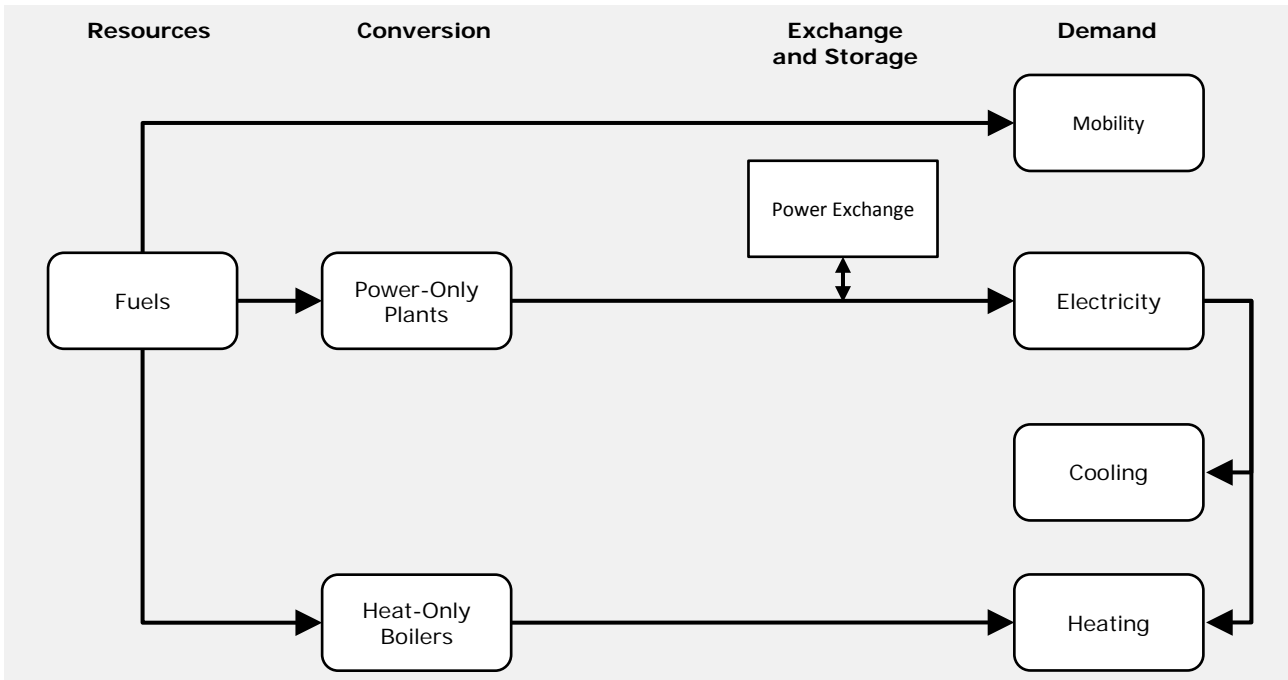 Resources
Conversion
Exchange
and Storage
Demand
Mobility
Power Exchange
Fuels
Power-Only
Plants
Electricity
Cooling
Heat-Only
Boilers
Heating